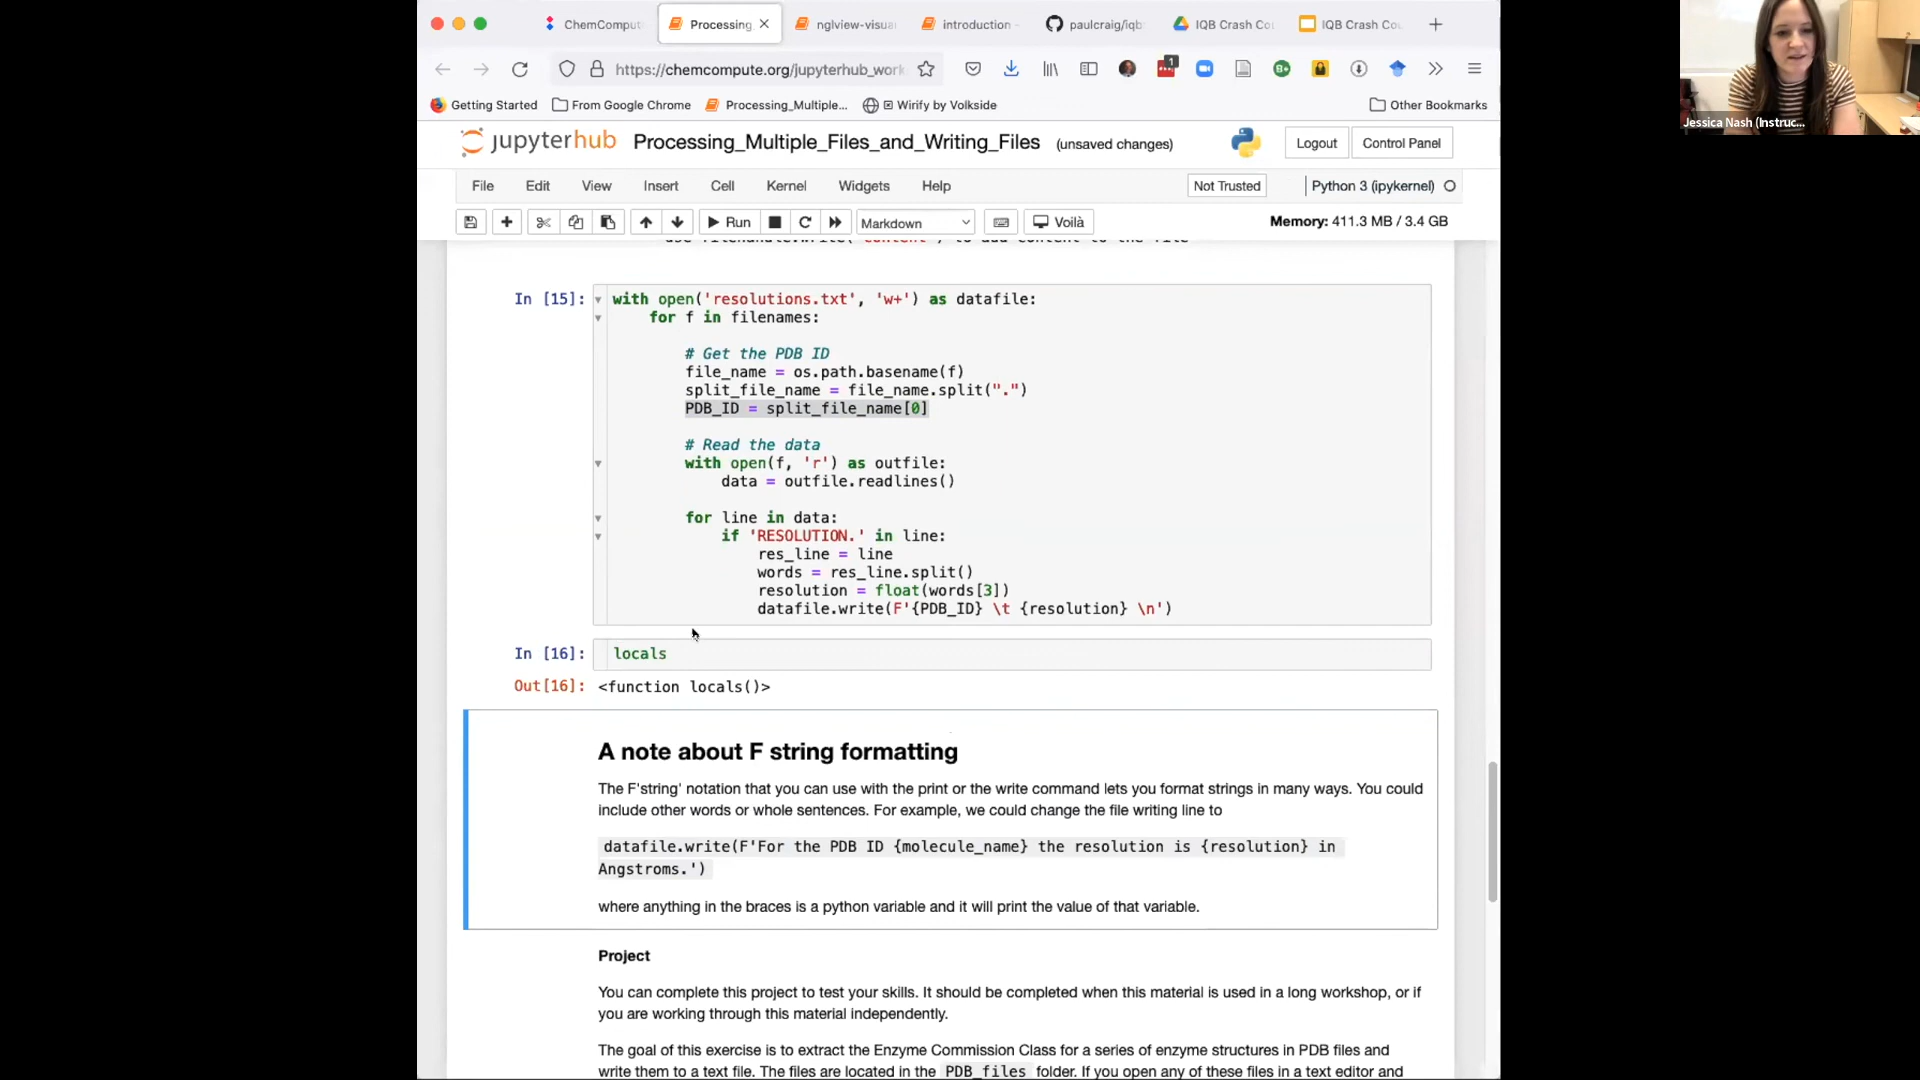 ChemCompute
Processing
nglview-visua
introduction -
paulcraig/iqb
IQB Crash Cou
IQB Crash Cou
https://chemcompute.org/jupyterhub_work
1
Getting Started
From Google Chrome
Processing_Multiple...
Wirify by Volkside
Other Bookmarks
jupyterhub
Processing_Multiple_Files_and_Writing_Files
(unsaved changes)
Logout
Control Panel
File
Edit
View
Insert
Cell
Kernel
Widgets
Help
Not Trusted
Python 3 (ipykernel)
Run
Markdown
Voilà
Memory: 411.3 MB / 3.4 GB
In [15]:
with open('resolutions.txt', 'w+') as datafile:
for f in filenames:
# Get the PDB ID
file_name = os.path.basename(f)
split_file_name = file_name.split(".")
PDB_ID = split_file_name[0]
# Read the data
with open(f, 'r') as outfile:
data = outfile.readlines()
for line in data:
if 'RESOLUTION.' in line:
res_line = line
words = res_line.split()
resolution = float(words[3])
datafile.write(F'{PDB_ID} \t {resolution} \n')
In [16]:
locals
Out[16]:
<function locals()>
A note about F string formatting
The F'string' notation that you can use with the print or the write command lets you format strings in many ways. You could
include other words or whole sentences. For example, we could change the file writing line to
datafile.write(F'For the PDB ID {molecule_name} the resolution is {resolution} in
Angstroms.')
where anything in the braces is a python variable and it will print the value of that variable.
Project
You can complete this project to test your skills. It should be completed when this material is used in a long workshop, or if
you are working through this material independently.
The goal of this exercise is to extract the Enzyme Commission Class for a series of enzyme structures in PDB files and
write them to a text file. The files are located in the PDB_files folder. If you open any of these files in a text editor and
Jessica Nash (Instruc...